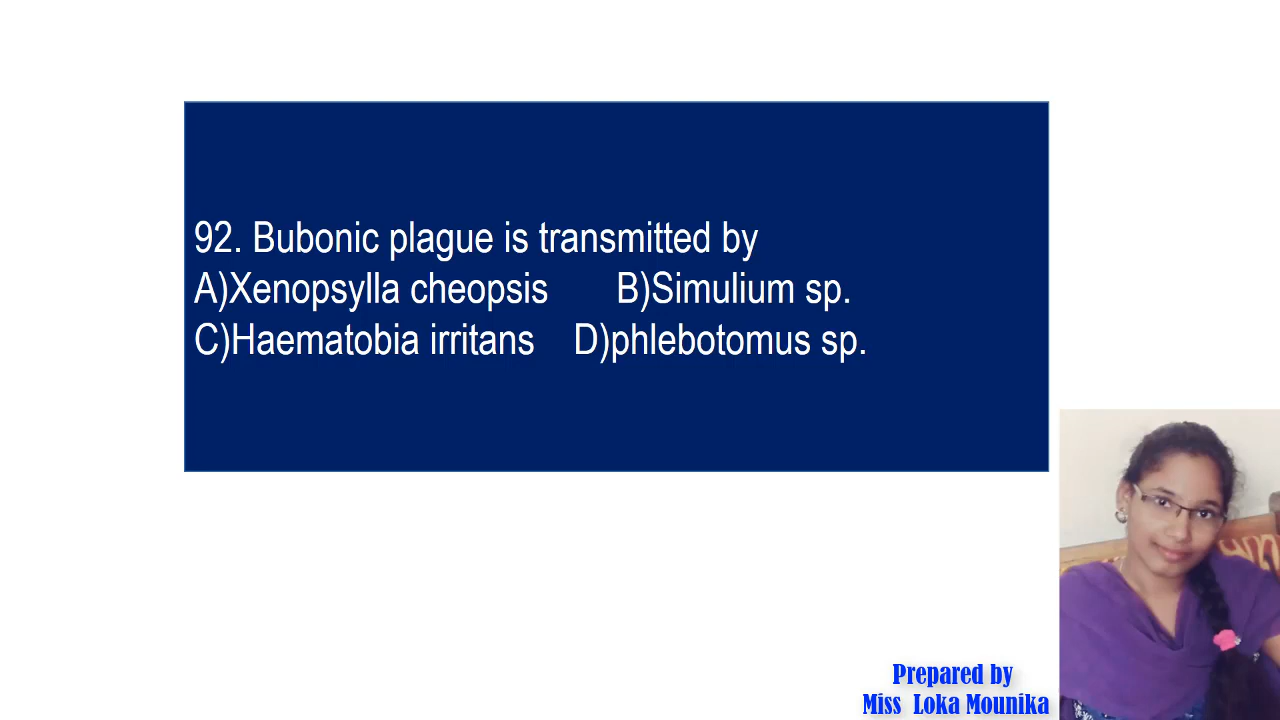 92. Bubonic plague is transmitted by
A)Xenopsylla cheopsis B)Simulium sp.
C)Haematobia irritans D)phlebotomus sp.
Prepared by
Miss Loka Mounika